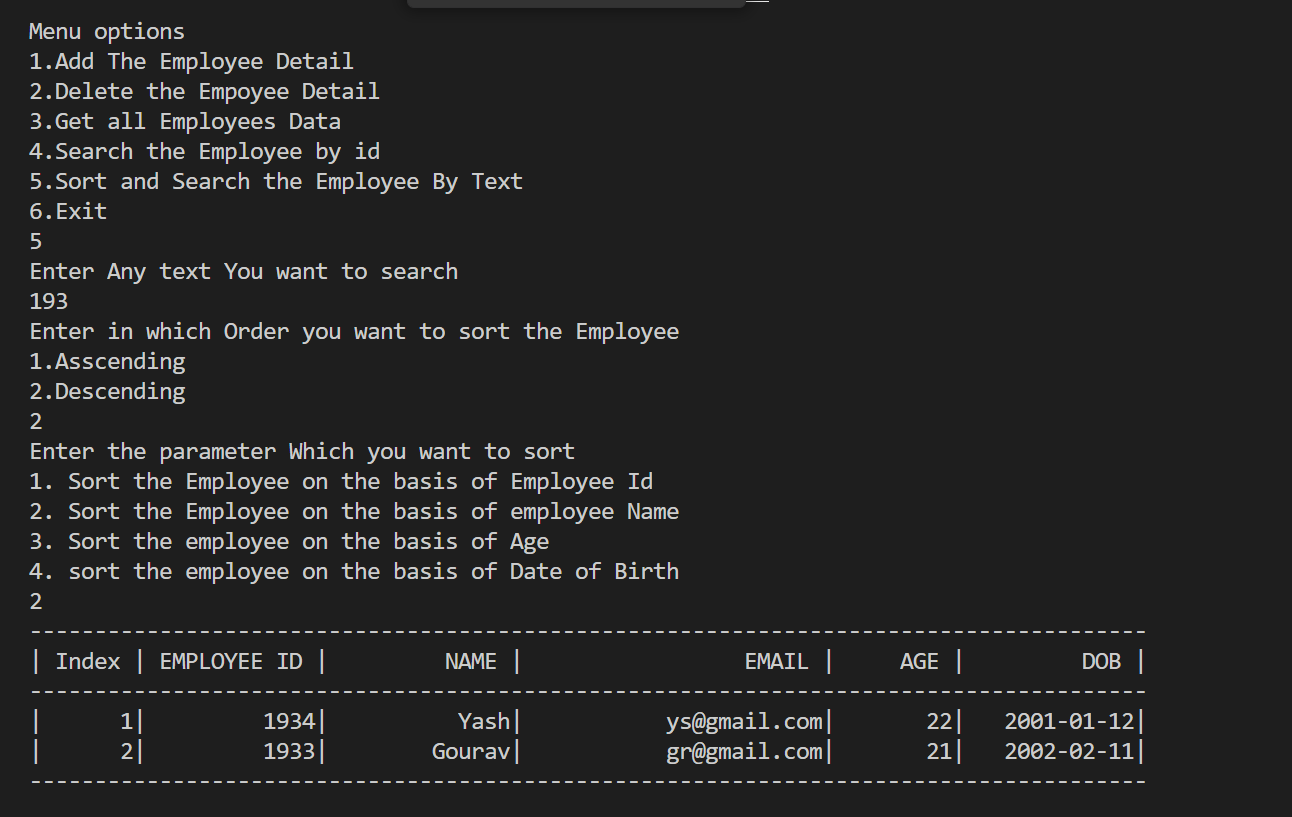 Menu options
1.Add The Employee Detail
2.Delete the Empoyee Detail
3.Get all Employees Data
4.Search the Employee by id
5.Sort and Search the Employee By Text
6.Exit
5
Enter Any text You want to search
193
Enter in which Order you want to sort the Employee
1.Asscending
2.Descending
2
Enter the parameter Which you want to sort
1. Sort the Employee on the basis of Employee Id
2. Sort the Employee on the basis of employee Name
3. Sort the employee on the basis of Age
4. sort the employee on the basis of Date of Birth
2
--------------------------------------------------------------------------------------
| Index | EMPLOYEE ID |         NAME |                 EMAIL |     AGE |         DOB |
--------------------------------------------------------------------------------------
|      1|         1934|          Yash|           ys@gmail.com|       22|   2001-01-12|
|      2|         1933|        Gourav|           gr@gmail.com|       21|   2002-02-11|
--------------------------------------------------------------------------------------